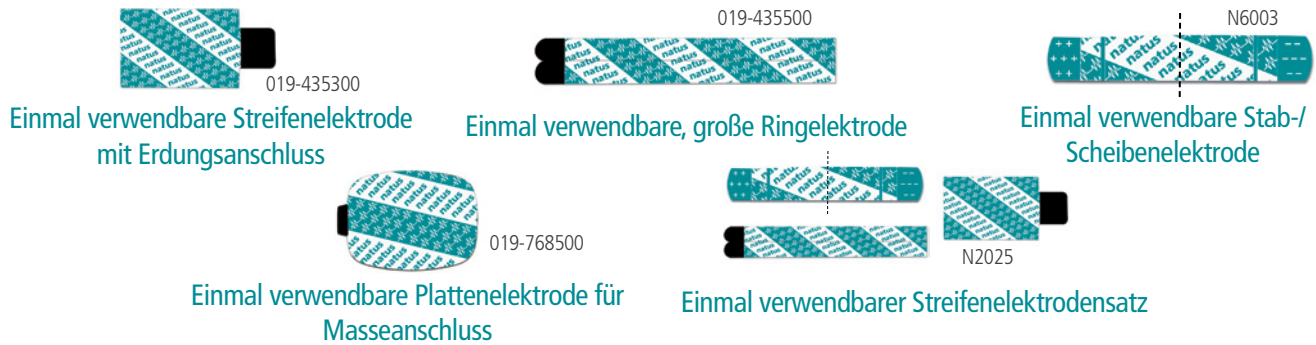 019-435300
Einmal verwendbare Streifenelektrode
mit Erdungsanschluss
019-435500
Einmal verwendbare, große Ringelektrode
N6003
Einmal verwendbare Stab-/
Scheibenelektrode
019-768500
Einmal verwendbare Plattenelektrode für
Masseanschluss
N2025
Einmal verwendbarer Streifenelektrodensatz
natus